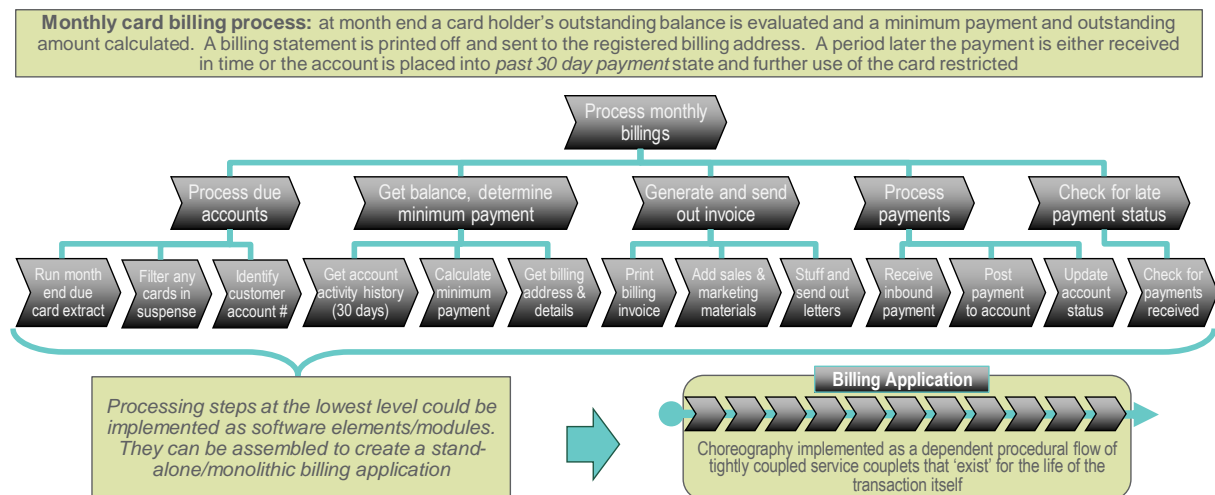 Monthly card billing process: at month end a card holder's outstanding balance is evaluated and a minimum payment and outstanding
amount calculated.  A billing statement is printed off and sent to the registered billing address.  A period later the payment is either received
in time or the account is placed into past 30 day payment state and further use of the card restricted
Process monthly
billings
Process due
accounts
Get balance, determine
minimum payment
Generate and send
out invoice
Process
payments
Check for late
payment status
Run month
end due
card extract
Filter any
cards in
suspense
Identify
customer
account #
Get account
activity history
(30 days)
Calculate
minimum
payment
Get billing
address &
details
Print
billing
invoice
Add sales &
marketing
materials
Stuff and
send out
letters
Receive
inbound
payment
Post
payment
to account
Update
account
status
Check for
payments
received
Processing steps at the lowest level could be
implemented as software elements/modules.
They can be assembled to create a stand-
alone/monolithic billing application
Billing Application
Choreography implemented as a dependent procedural flow of
tightly coupled service couplets that 'exist' for the life of the
transaction itself